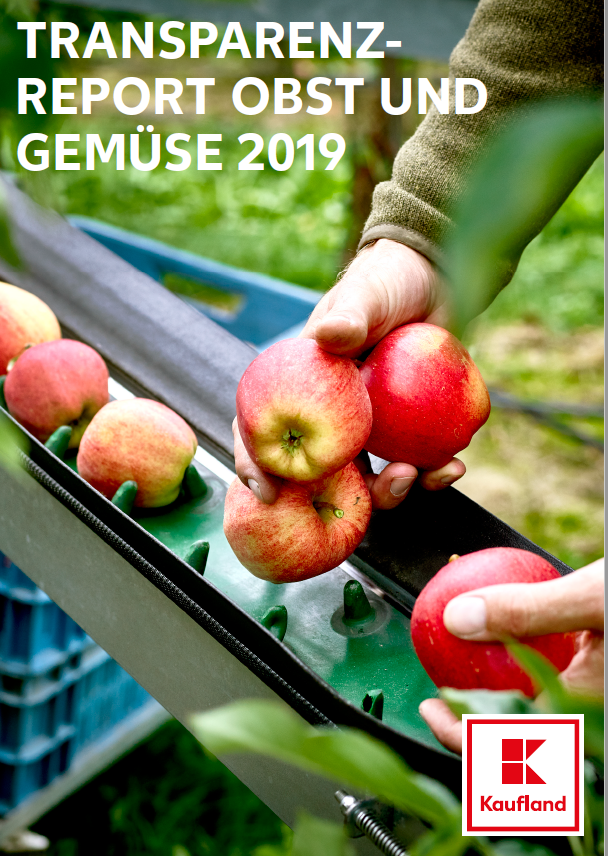 TRANSPARENZ-
REPORT OBST UND
GEMÜSE 2019
Kaufland